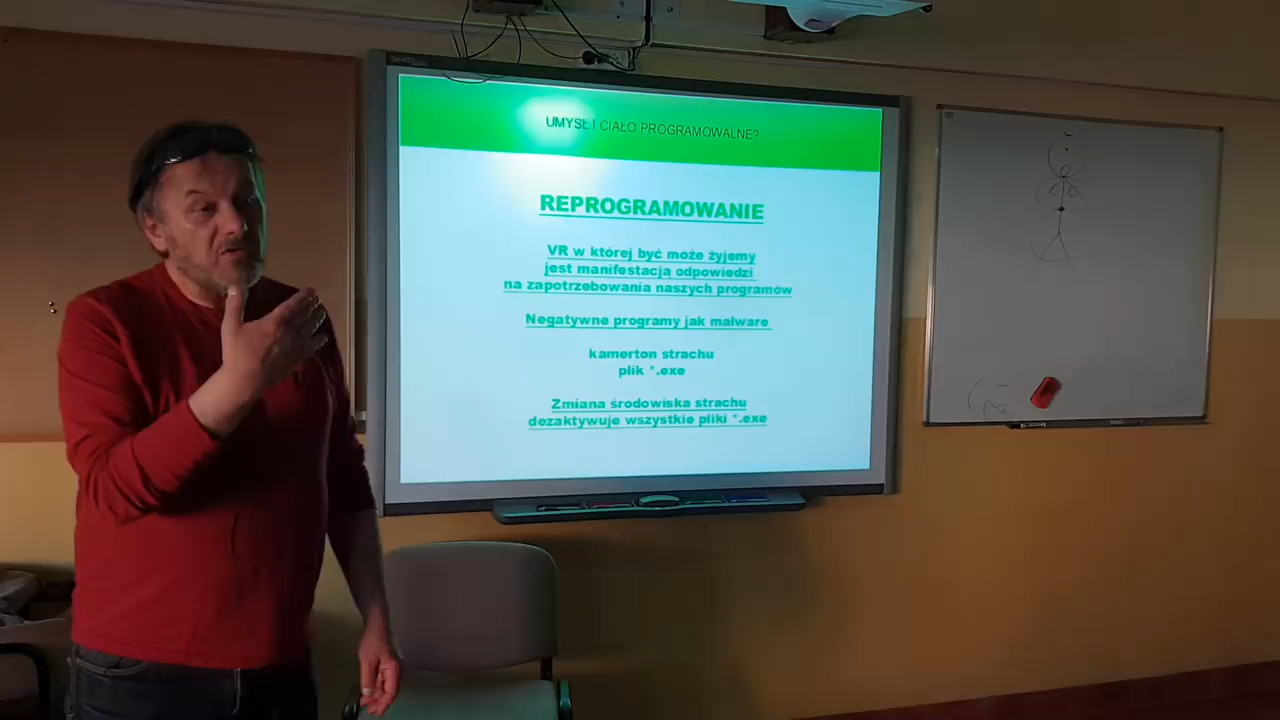 UMYSŁ I CIAŁO PROGRAMOWALNE?
REPROGRAMOWANIE
VR w której być może żyjemy
jest manifestacją odpowiedzi
na zapotrzebowania naszych programów
Negatywne programy jak malware
kamerton strachu
plik *.exe
Zmiana środowiska strachu
dezaktywuje wszystkie pliki *.exe